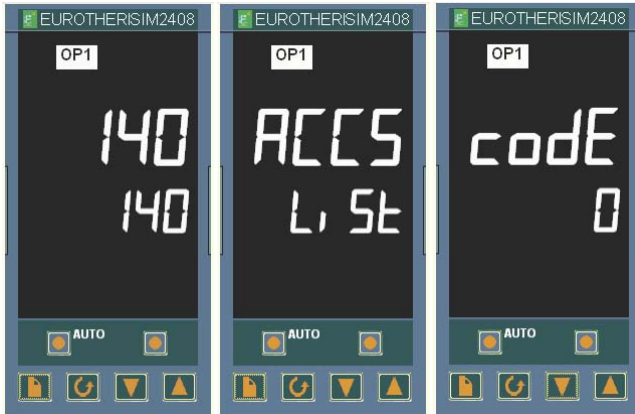 EUROTHERISIM2408
OP1
140
140
AUTO
EUROTHERISIM2408
OP1
ACCS
Li St
AUTO
EUROTHERISIM2408
OP1
codE
0
AUTO